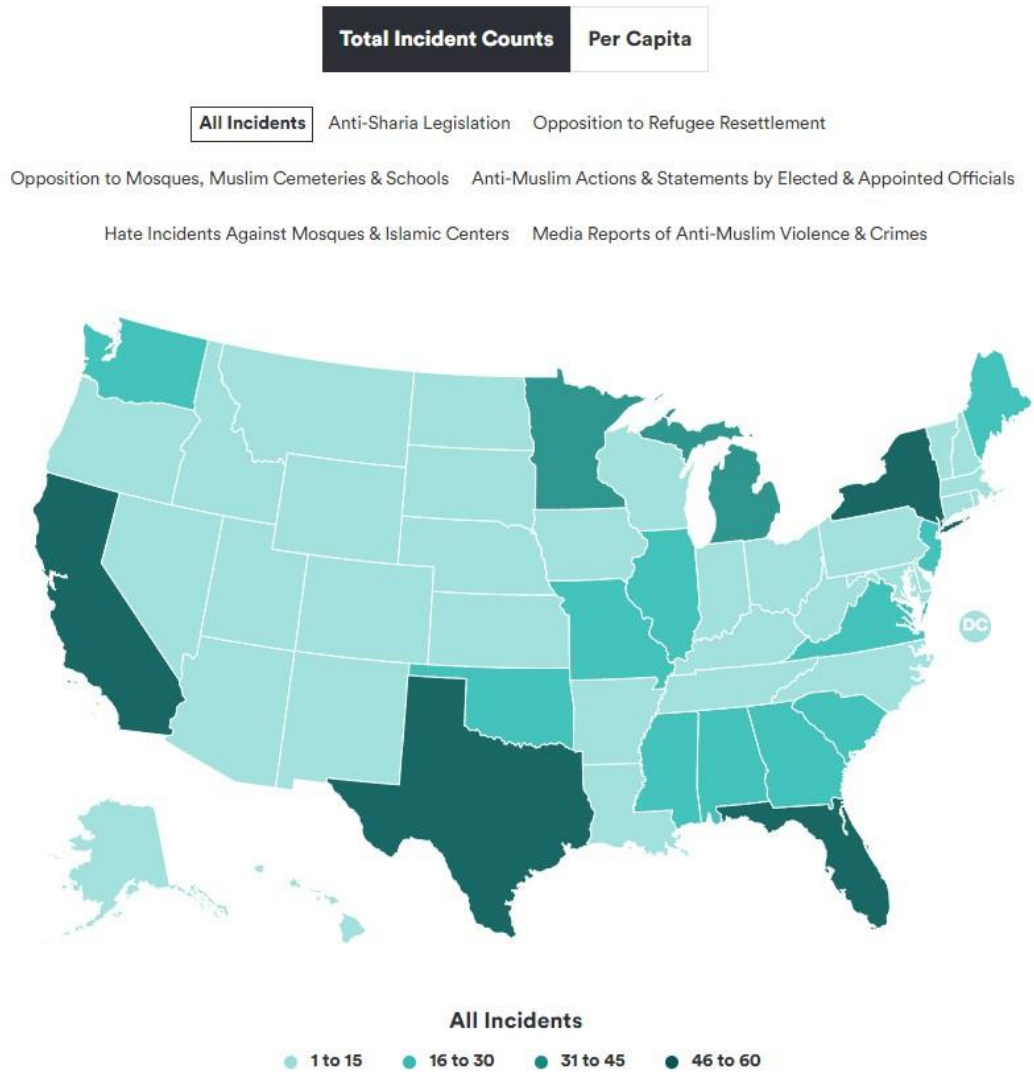 Total Incident Counts Per Capita
All Incidents Anti-Sharia Legislation Opposition to Refugee Resettlement
Opposition to Mosques, Muslim Cemeteries & Schools Anti-Muslim Actions & Statements by Elected & Appointed Officials
Hate Incidents Against Mosques & Islamic Centers Media Reports of Anti-Muslim Violence & Crimes
DC
All Incidents
1 to 15 16 to 30 31 to 45 46 to 60